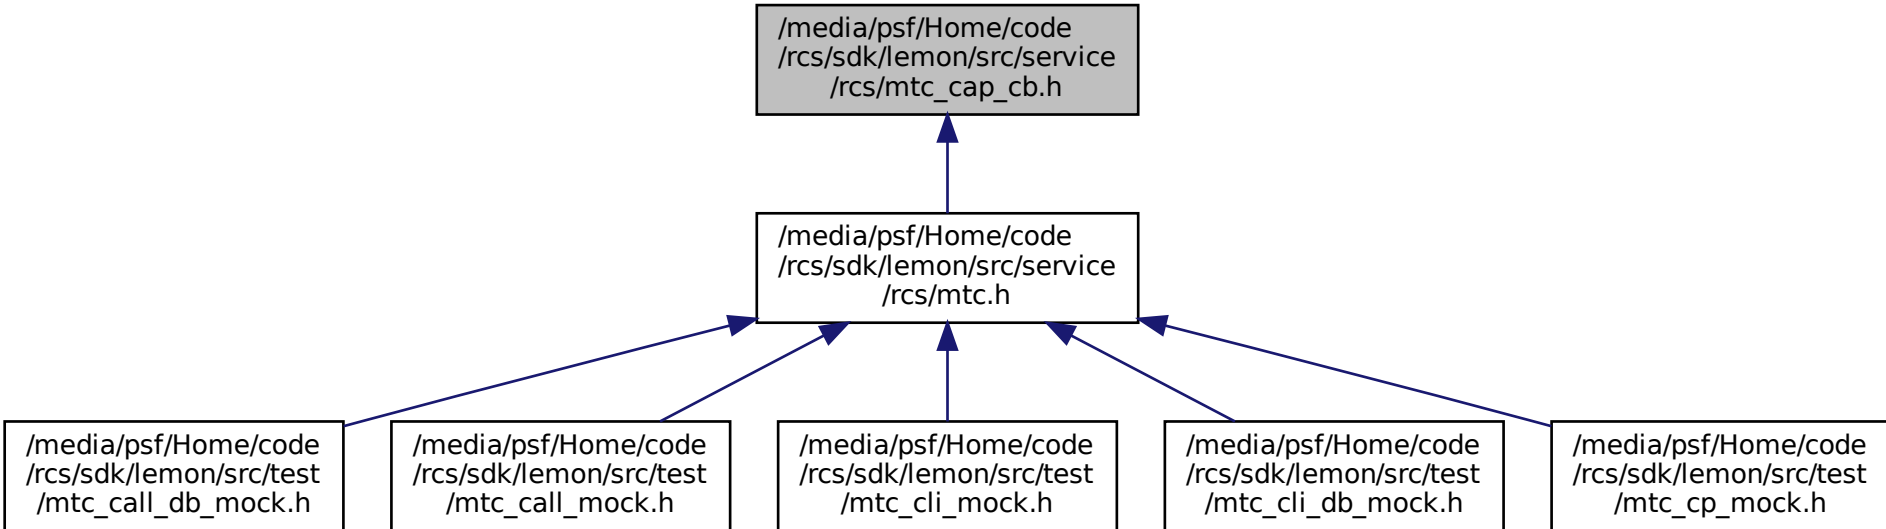 /media/psf/Home/code
/rcs/sdk/lemon/src/service
/rcs/mtc_cap_cb.h
/media/psf/Home/code
/rcs/sdk/lemon/src/service
/rcs/mtc.h
/media/psf/Home/code
/rcs/sdk/lemon/src/test
/mtc_call_db_mock.h
/media/psf/Home/code
/rcs/sdk/lemon/src/test
/mtc_call_mock.h
/media/psf/Home/code
/rcs/sdk/lemon/src/test
/mtc_cli_mock.h
/media/psf/Home/code
/rcs/sdk/lemon/src/test
/mtc_cli_db_mock.h
/media/psf/Home/code
/rcs/sdk/lemon/src/test
/mtc_cp_mock.h